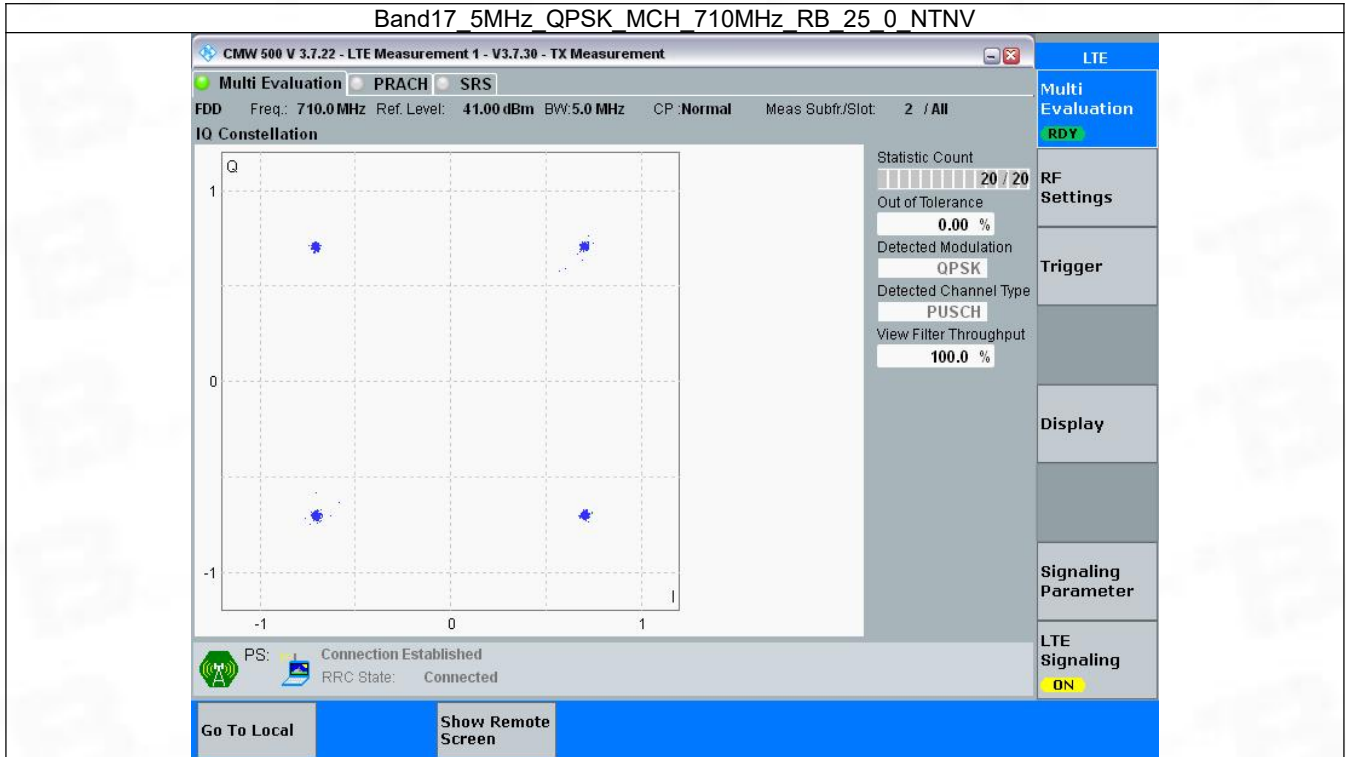 Band17_5MHz_QPSK_MCH_710MHz_RB_25_0_NTNV
CMW 500 V 3.7.22 - LTE Measurement 1 - V3.7.30 - TX Measurement
LTE
Multi Evaluation PRACH SRS
FDD Freq.: 710.0 MHz Ref. Level: 41.00 dBm BW:5.0 MHz CP :Normal Meas Subfr./Slot: 2 / All
IQ Constellation
Q
1
0
-1
I
-1 0 1
Statistic Count
20 / 20
Out of Tolerance
0.00 %
Detected Modulation
QPSK
Detected Channel Type
PUSCH
View Filter Throughput
100.0 %
PS: Connection Established
RRC State: Connected
Multi
Evaluation
RDY
RF
Settings
Trigger
Display
Signaling
Parameter
LTE
Signaling
ON
Go To Local
Show Remote
Screen